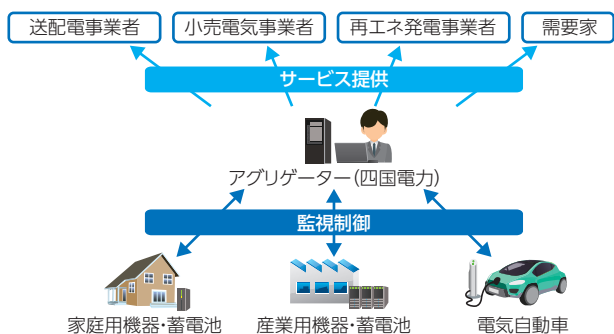 送配電事業者
小売電気事業者
再エネ発電事業者
需要家
サービス提供
アグリゲーター(四国電力)
監視制御
家庭用機器・蓄電池
産業用機器・蓄電池
電気自動車